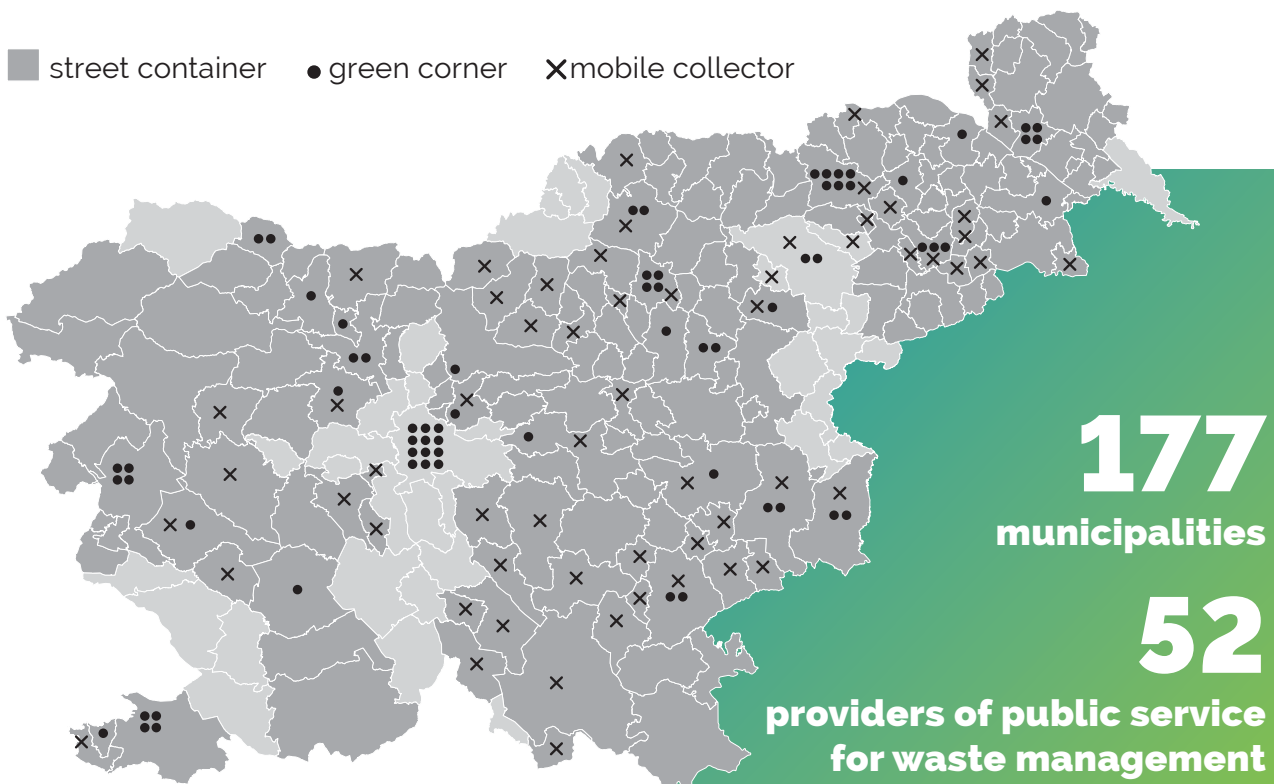 street container
green corner
mobile collector
177
municipalities
52
providers of public service
for waste management